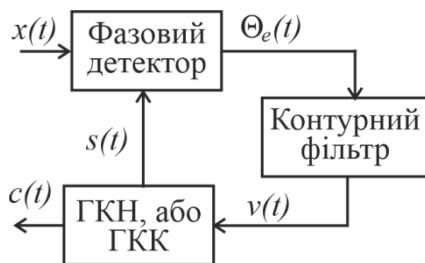 x(t)
Фазовий
детектор
Θe(t)
Контурний
фільтр
s(t)
c(t)
ГКН, або
ГКК
v(t)